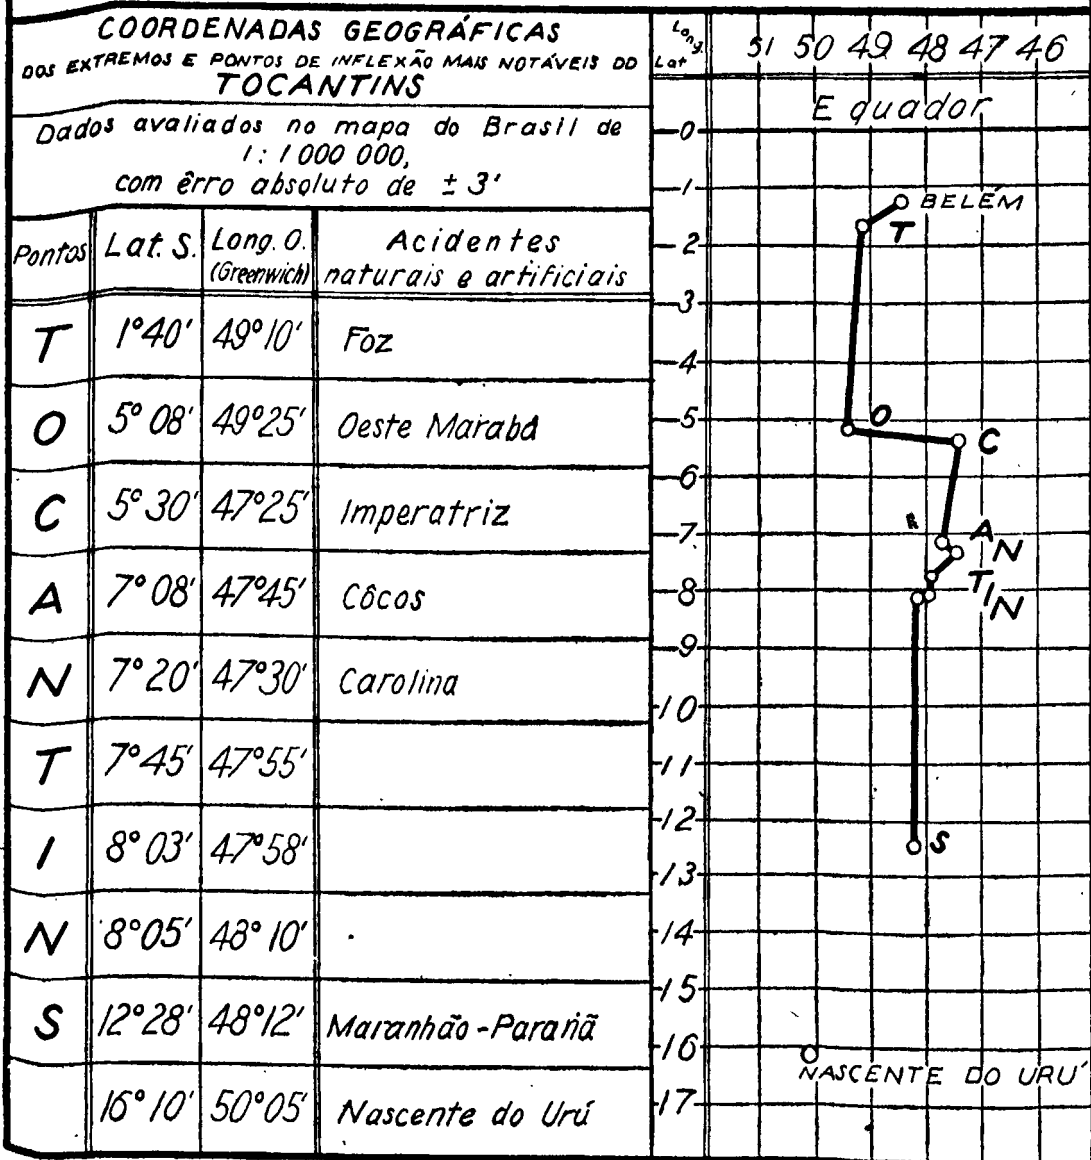 COORDENADAS GEOGRÁFICAS
DOS EXTREMOS E PONTOS DE INFLEXÃO MAIS NOTÁVEIS DO
TOCANTINS
Dados avaliados no mapa do Brasil de
1: 1 000 000,
com êrro absoluto de ± 3'
Pontos Lat. S. Long. O. (Greenwich) Acidentes naturais e artificiais
T 1°40' 49°10' Foz
O 5°08' 49°25' Oeste Marabá
C 5°30' 47°25' Imperatriz
A 7°08' 47°45' Côcos
N 7°20' 47°30' Carolina
T 7°45' 47°55'
I 8°03' 47°58'
N 8°05' 48°10'
S 12°28' 48°12' Maranhão-Paranã
16°10' 50°05' Nascente do Urú
Long.
Lat
51 50 49 48 47 46
Equador
0
1
BELÉM
T
2
3
4
5
O
C
6
7
A
N
8
T
I
N
9
10
11
12
S
13
14
15
16
NASCENTE DO URÚ
17